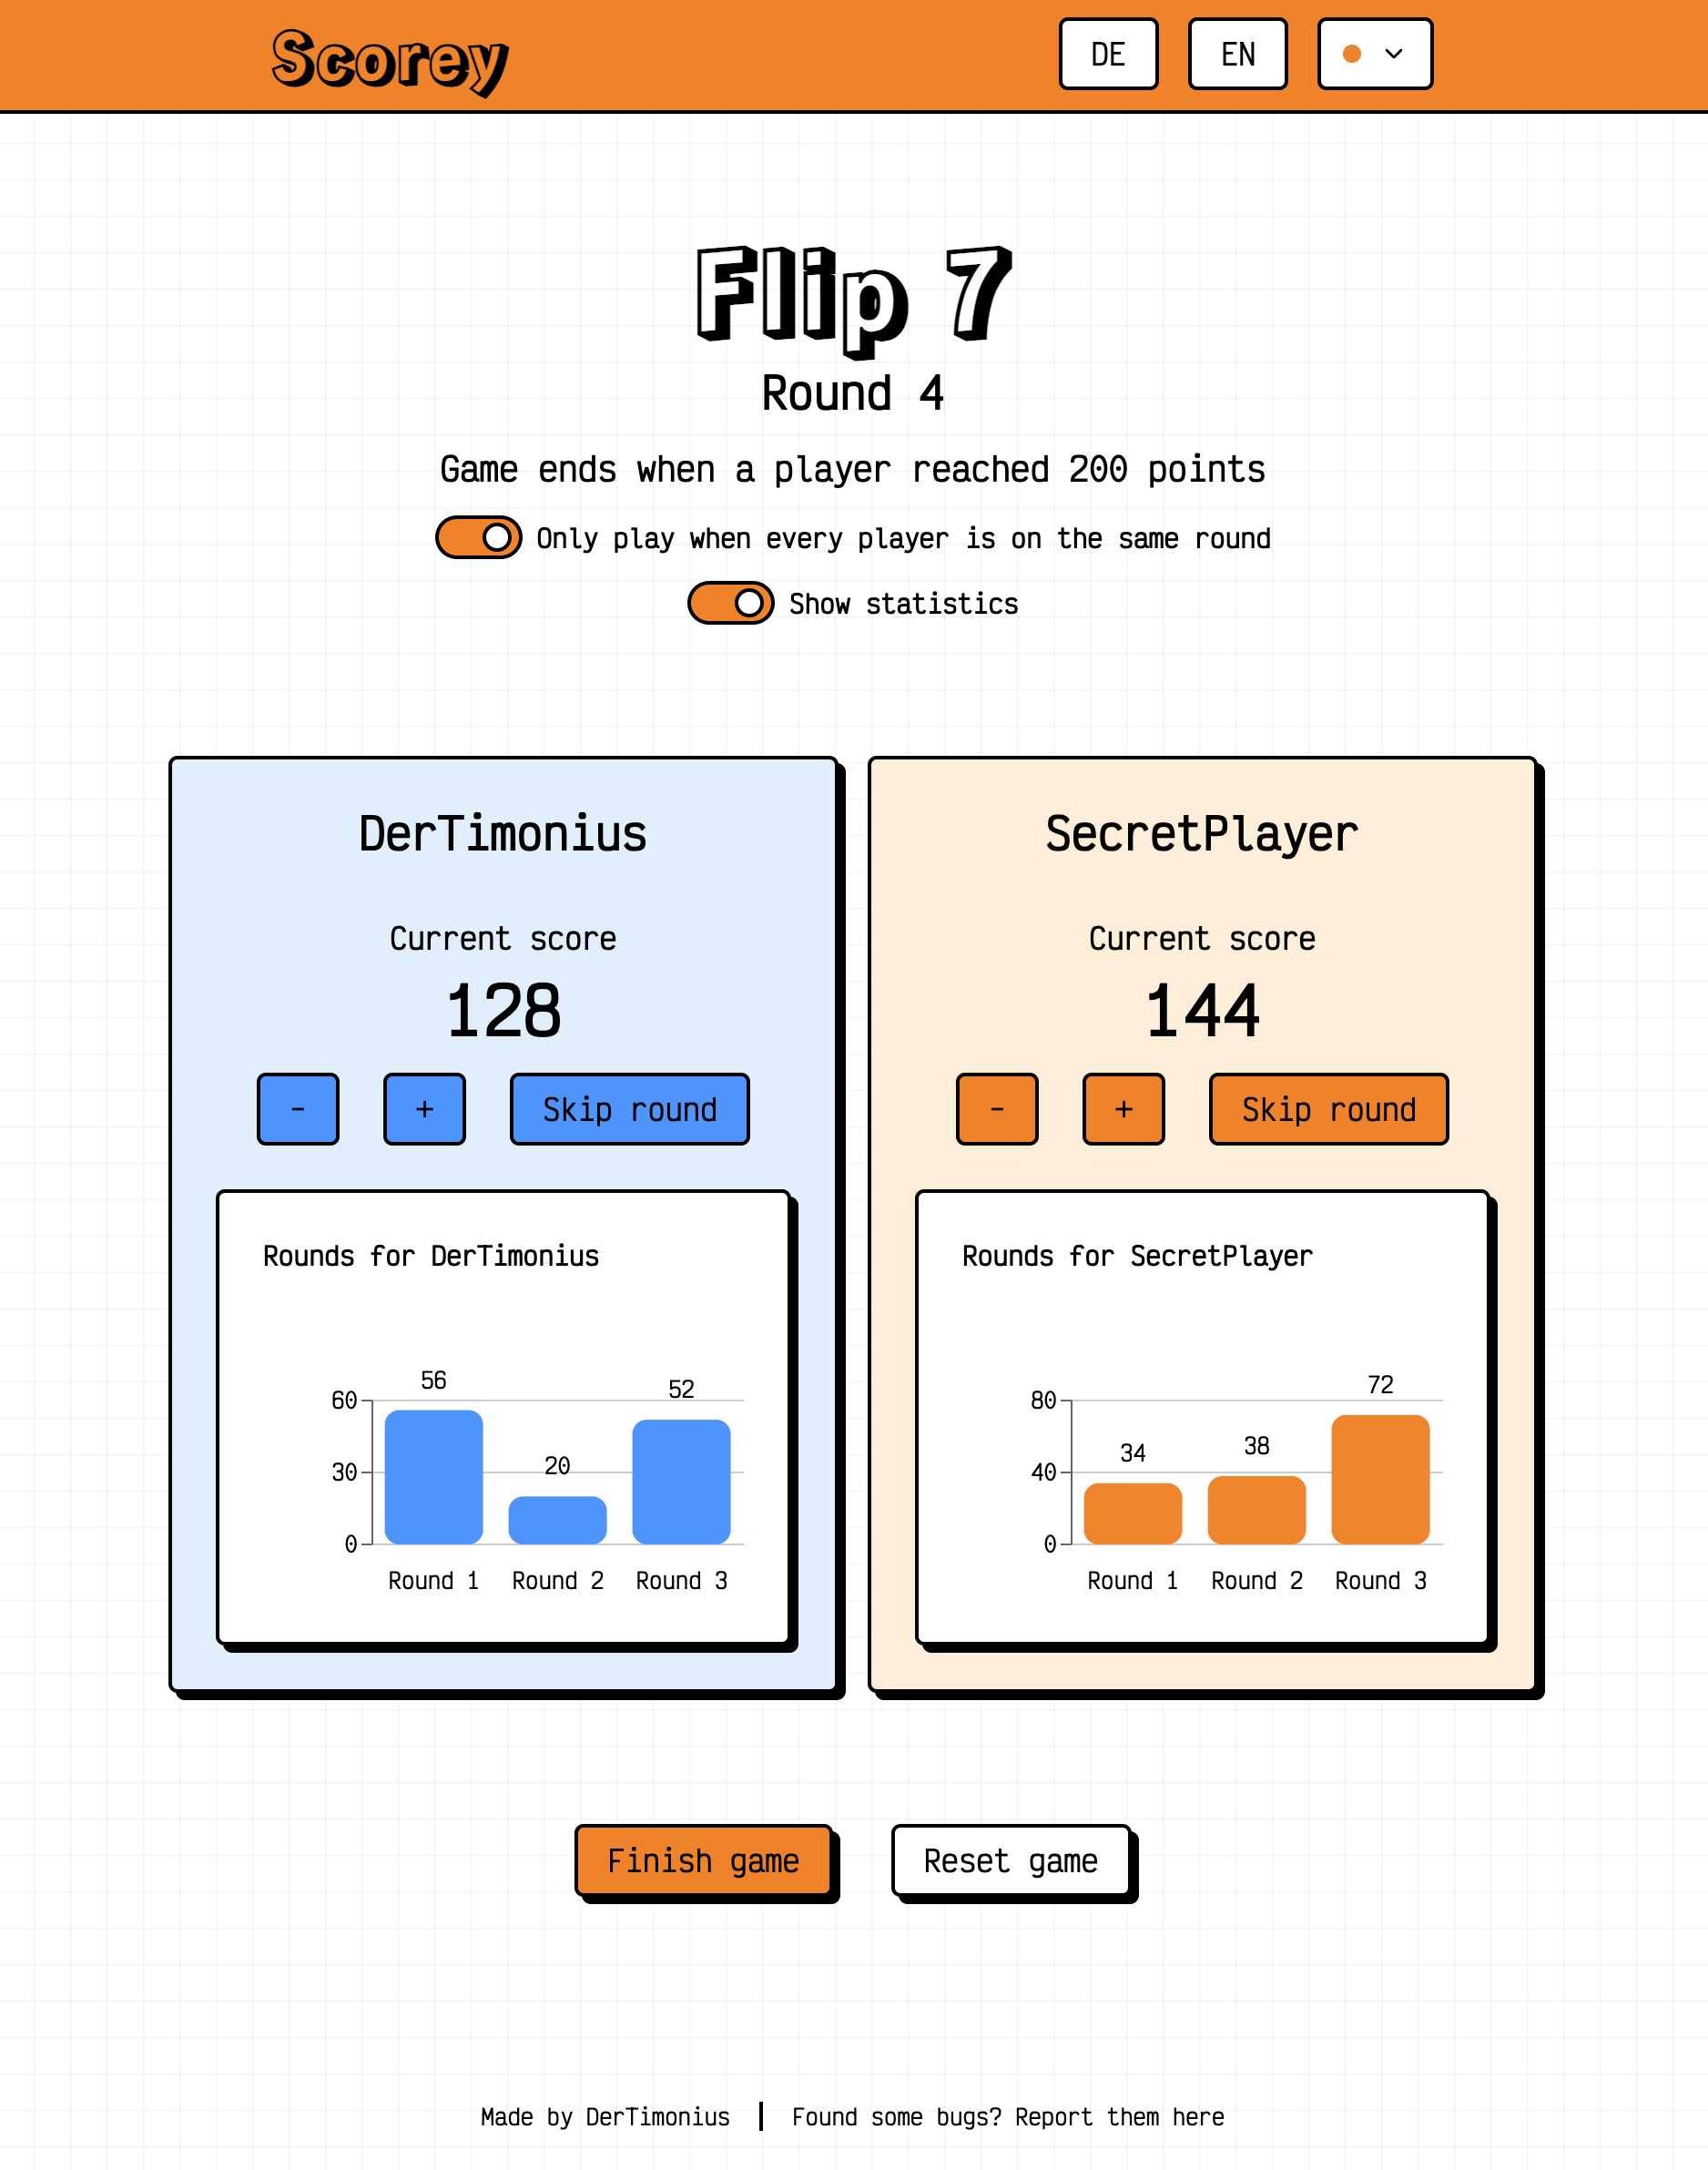 Scorey
DE
EN
Flip 7
Round 4
Game ends when a player reached 200 points
Only play when every player is on the same round
Show statistics
DerTimonius
Current score
128
-
+
Skip round
Rounds for DerTimonius
56
20
52
60
30
0
Round 1
Round 2
Round 3
SecretPlayer
Current score
144
-
+
Skip round
Rounds for SecretPlayer
34
38
72
80
40
0
Round 1
Round 2
Round 3
Finish game
Reset game
Made by DerTimonius
Found some bugs? Report them here